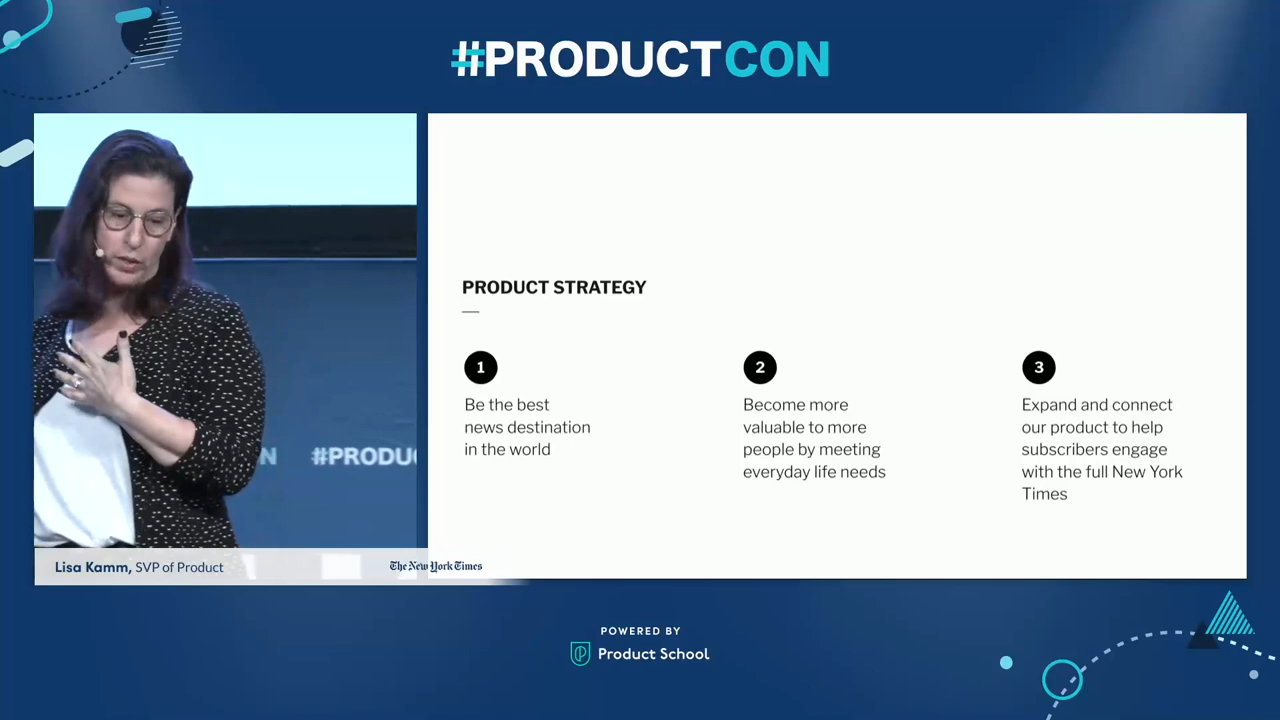 #PRODUCTCON
PRODUCT STRATEGY
1
Be the best
news destination
in the world
2
Become more
valuable to more
people by meeting
everyday life needs
3
Expand and connect
our product to help
subscribers engage
with the full New York
Times
N #PRODUC
Lisa Kamm, SVP of Product
The New York Times
POWERED BY
Product School